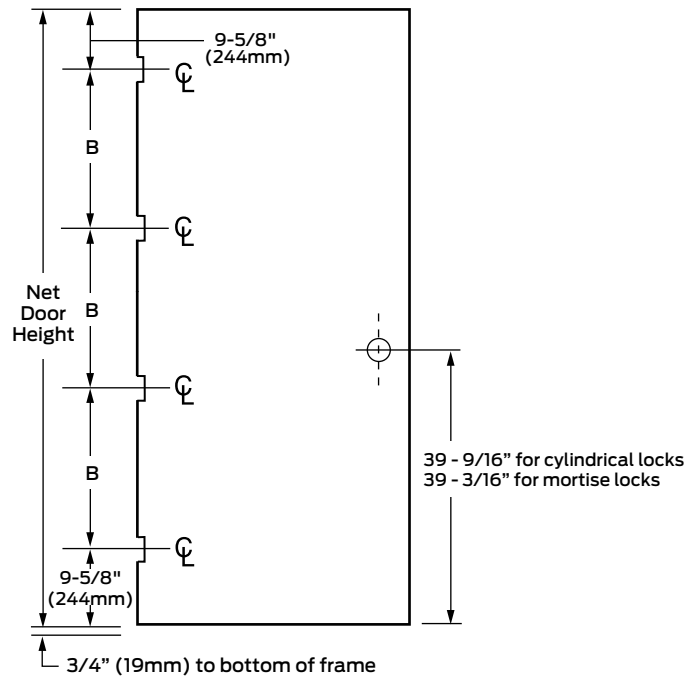 9-5/8"
(244mm)
℄
B
℄
Net
Door
Height
B
℄
39 - 9/16” for cylindrical locks
39 - 3/16” for mortise locks
B
℄
9-5/8"
(244mm)
3/4” (19mm) to bottom of frame